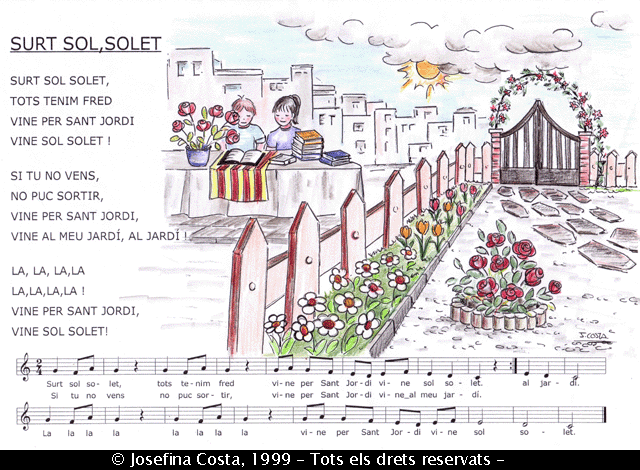 SURT SOL,SOLET
SURT SOL SOLET,
TOTS TENIM FRED
VINE PER SANT JORDI
VINE SOL SOLET !
SI TU NO VENS,
NO PUC SORTIR,
VINE PER SANT JORDI,
VINE AL MEU JARDÍ, AL JARDÍ !
LA, LA, LA,LA
LA,LA,LA,LA !
VINE PER SANT JORDI,
VINE SOL SOLET!
J. COSTA
2 4
Surt sol so- let, tots te-nim fred vi-ne per Sant Jor-di vi- ne sol so- let. al jar- dí.
Si tu no vens no puc sor- tir, vi-ne per Sant Jor-di vi-ne_al meu jar- dí.
La la la la la la la la vi-ne per Sant Jor-di vi-ne sol so- let.
© Josefina Costa, 1999 – Tots els drets reservats –